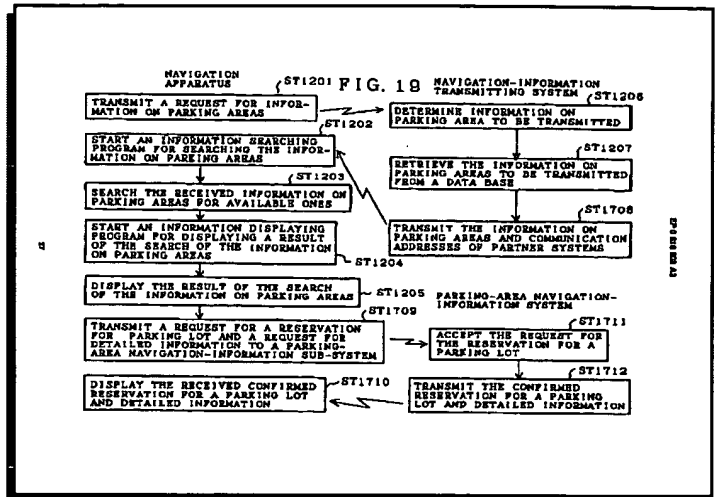 FIG. 19
NAVIGATION
APPARATUS
ST1201
TRANSMIT A REQUEST FOR INFOR-
MATION ON PARKING AREAS
ST1202
START AN INFORMATION SEARCHING
PROGRAM FOR SEARCHING THE INFOR-
MATION ON PARKING AREAS
ST1203
SEARCH THE RECEIVED INFORMATION ON
PARKING AREAS FOR AVAILABLE ONES
START AN INFORMATION DISPLAYING
PROGRAM FOR DISPLAYING A RESULT
OF THE SEARCH OF THE INFORMATION
ON PARKING AREAS
ST1204
DISPLAY THE RESULT OF THE SEARCH
OF THE INFORMATION ON PARKING AREAS
ST1205
ST1709
TRANSMIT A REQUEST FOR A RESERVATION
FOR PARKING LOT AND A REQUEST FOR
DETAILED INFORMATION TO A PARKING-
AREA NAVIGATION-INFORMATION SUB-SYSTEM
DISPLAY THE RECEIVED CONFIRMED
RESERVATION FOR A PARKING LOT
AND DETAILED INFORMATION
ST1710
NAVIGATION-INFORMATION
TRANSMITTING SYSTEM
ST1206
DETERMINE INFORMATION ON
PARKING AREA TO BE TRANSMITTED
ST1207
RETRIEVE THE INFORMATION ON
PARKING AREAS TO BE TRANSMITTED
FROM A DATA BASE
ST1708
TRANSMIT THE INFORMATION ON
PARKING AREAS AND COMMUNICATION
ADDRESSES OF PARTNER SYSTEMS
PARKING-AREA NAVIGATION-
INFORMATION SYSTEM
ST1711
ACCEPT THE REQUEST FOR
THE RESERVATION FOR A
PARKING LOT
ST1712
TRANSMIT THE CONFIRMED
RESERVATION FOR A PARKING
LOT AND DETAILED INFORMATION